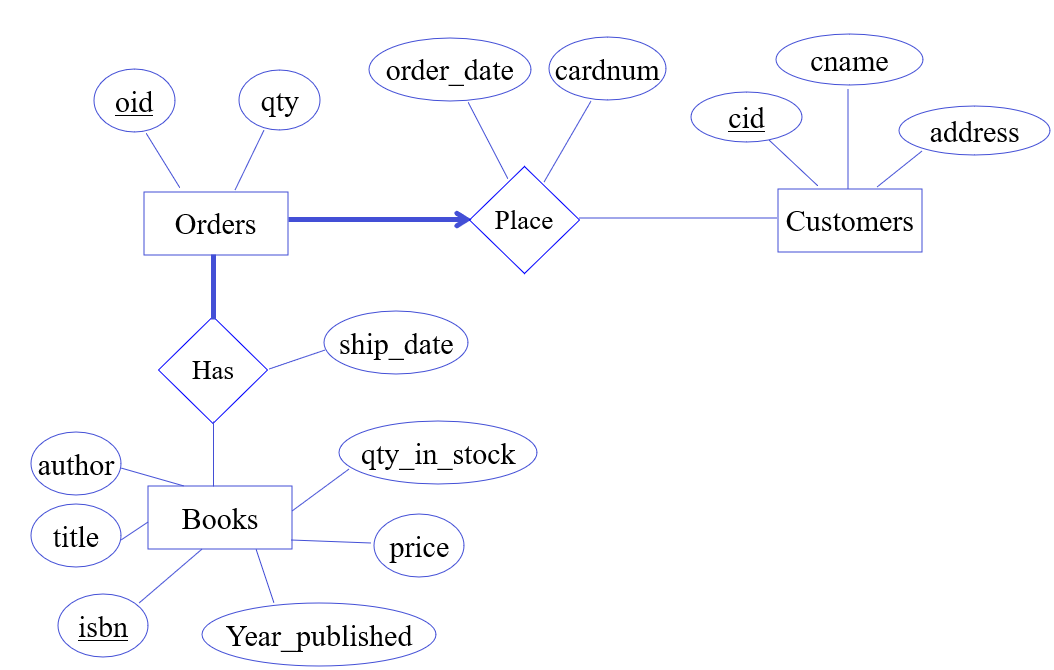 order_date
cardnum
cname
oid
qty
cid
address
Orders
Place
Customers
Has
ship_date
author
qty_in_stock
Books
title
price
isbn
Year_published